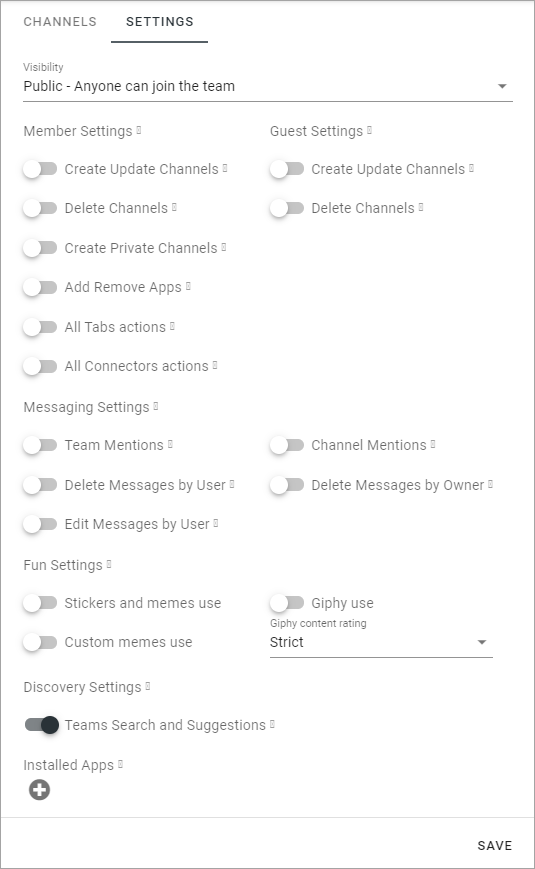 CHANNELS SETTINGS
Visibility
Public - Anyone can join the team
Member Settings Guest Settings
Create Update Channels Create Update Channels
Delete Channels Delete Channels
Create Private Channels
Add Remove Apps
All Tabs actions
All Connectors actions
Messaging Settings
Team Mentions Channel Mentions
Delete Messages by User Delete Messages by Owner
Edit Messages by User
Fun Settings
Stickers and memes use Giphy use
Giphy content rating
Custom memes use Strict
Discovery Settings
Teams Search and Suggestions
Installed Apps
SAVE